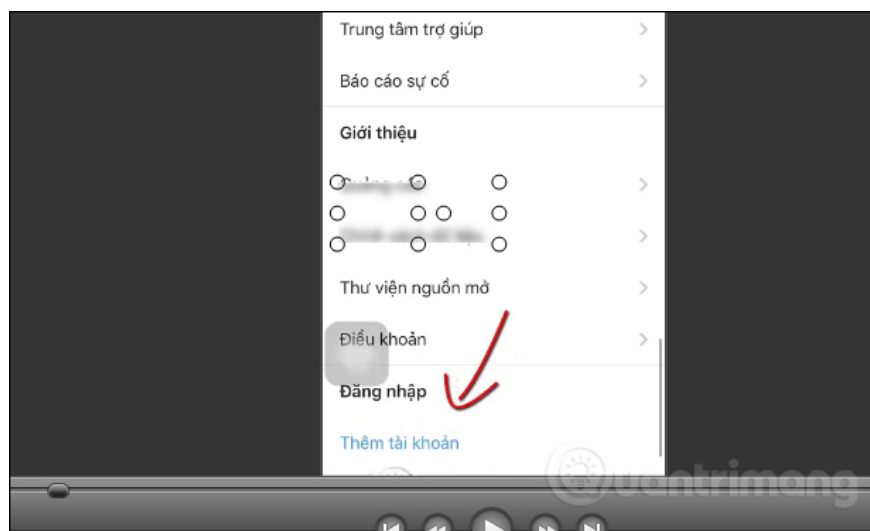 Trung tâm trợ giúp
Báo cáo sự cố
Giới thiệu
Thư viện nguồn mở
Điều khoản
Đăng nhập
Thêm tài khoản
Quantrimang